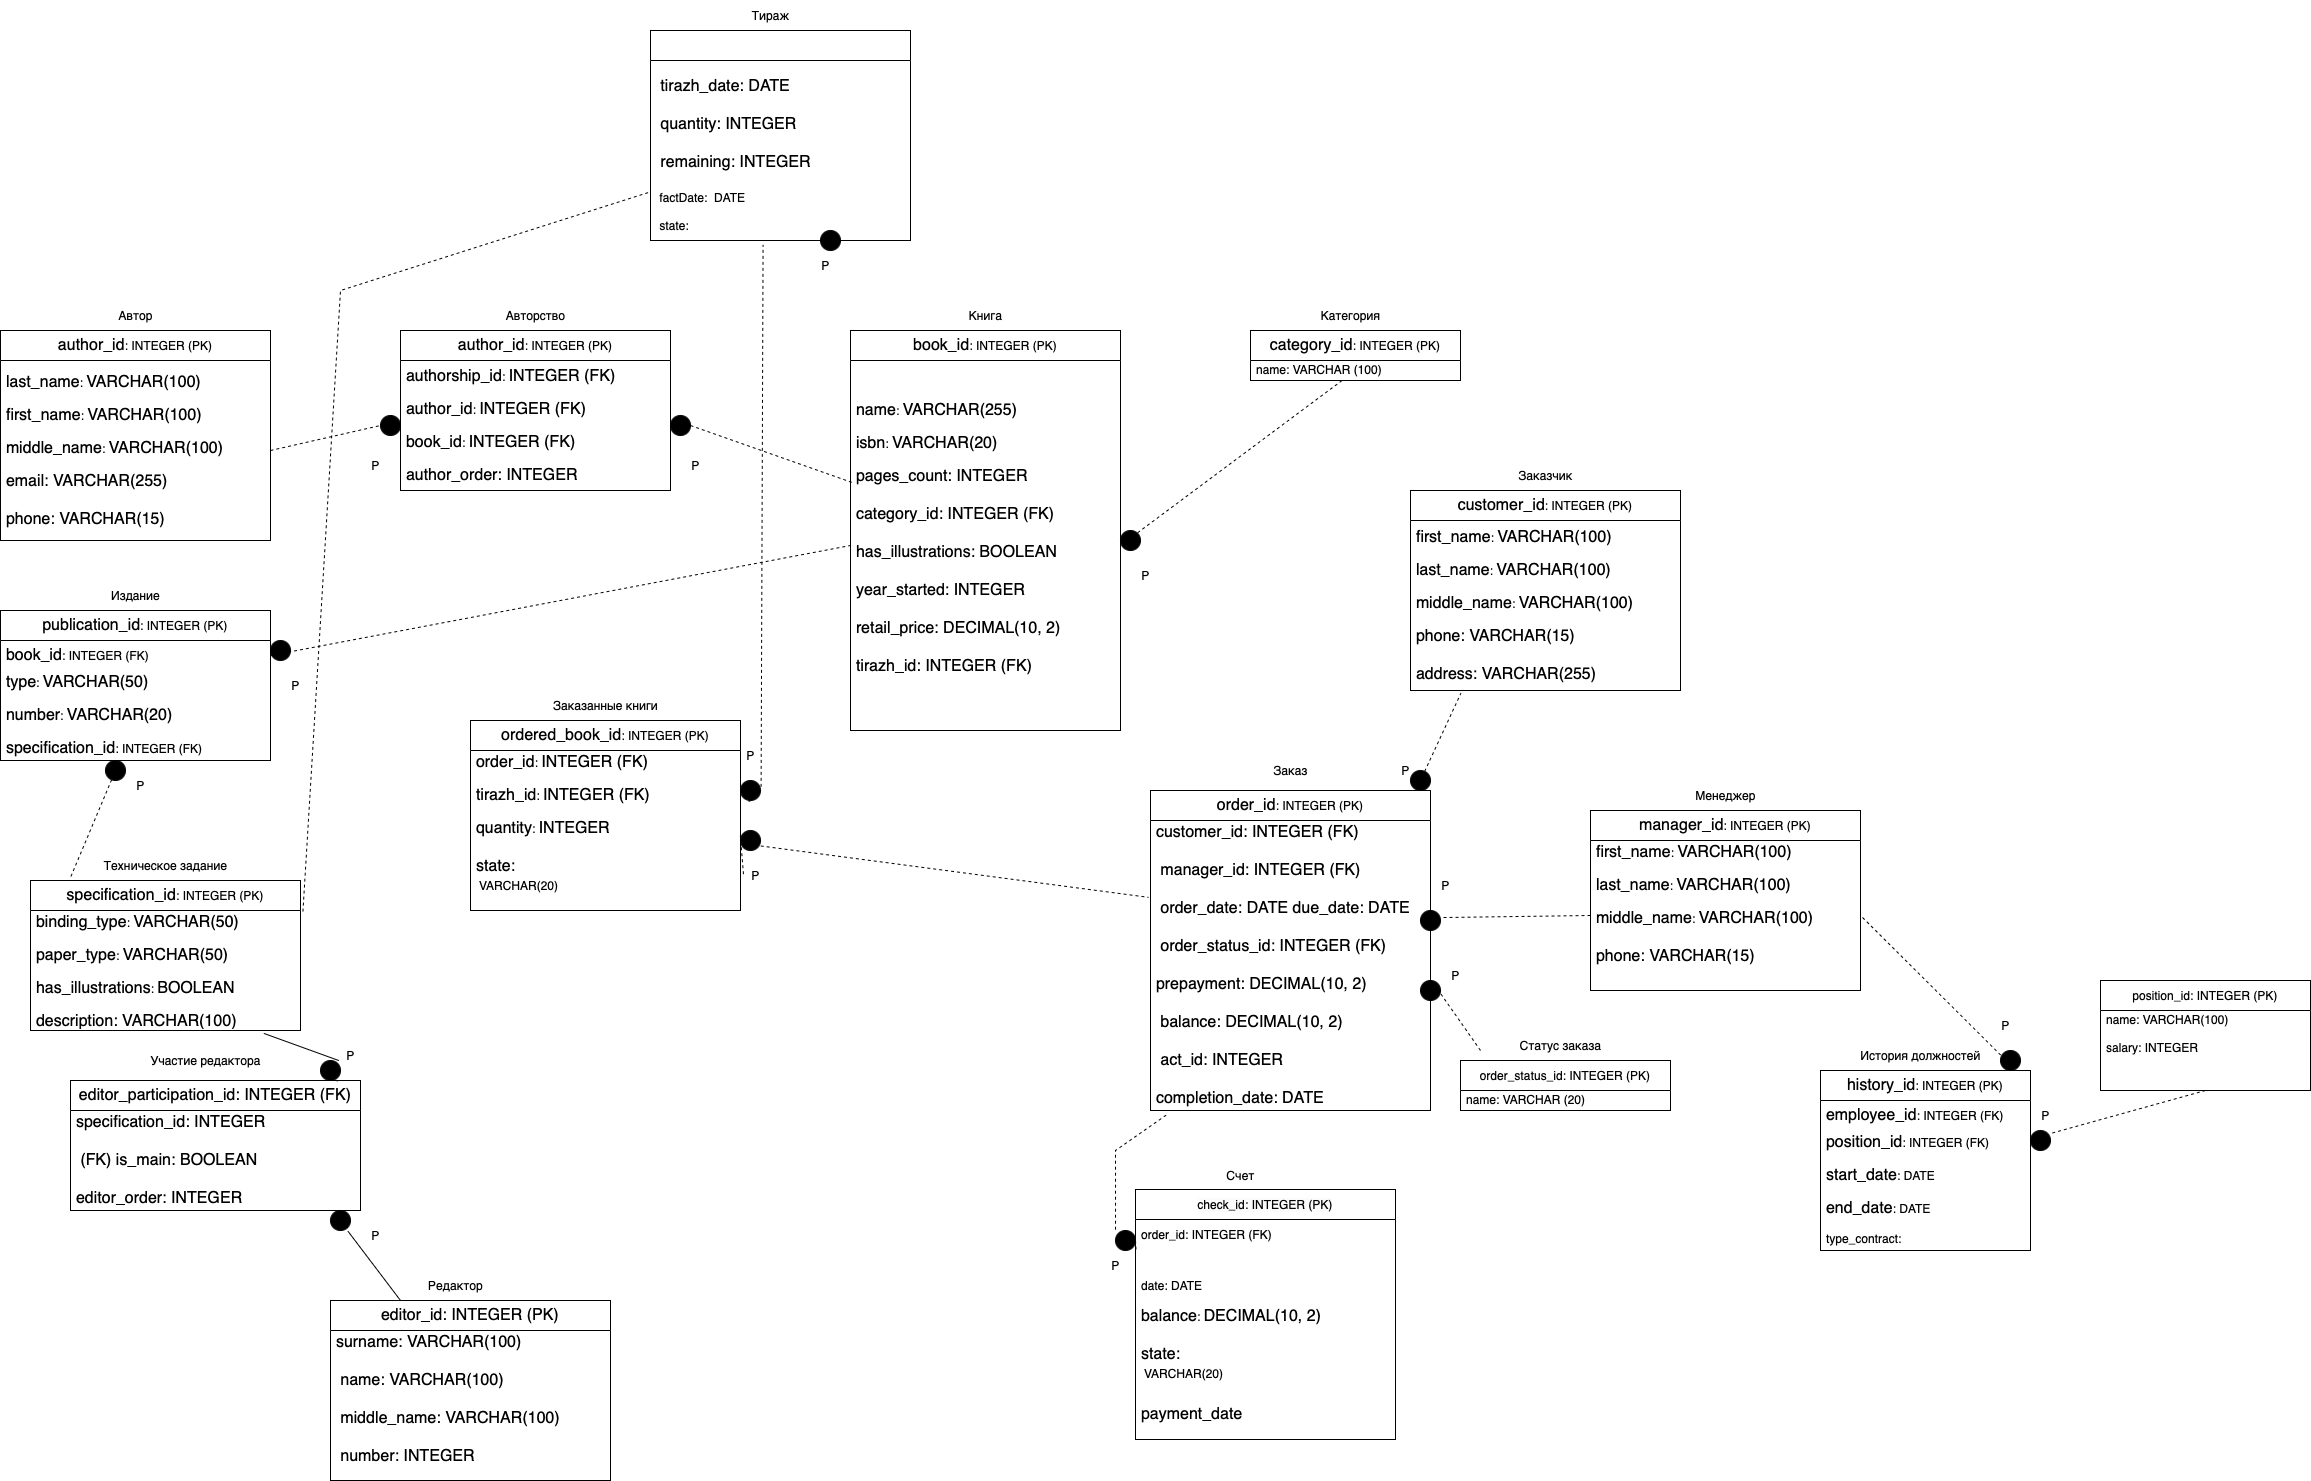 Тираж
tirazh_date: DATE
quantity: INTEGER
remaining: INTEGER
factDate: DATE
state:
P
Автор
author_id: INTEGER (PK)
last_name: VARCHAR(100)
first_name: VARCHAR(100)
middle_name: VARCHAR(100)
email: VARCHAR(255)
phone: VARCHAR(15)
P
Авторство
author_id: INTEGER (PK)
authorship_id: INTEGER (FK)
author_id: INTEGER (FK)
book_id: INTEGER (FK)
author_order: INTEGER
P
Книга
book_id: INTEGER (PK)
name: VARCHAR(255)
isbn: VARCHAR(20)
pages_count: INTEGER
category_id: INTEGER (FK)
has_illustrations: BOOLEAN
year_started: INTEGER
retail_price: DECIMAL(10, 2)
tirazh_id: INTEGER (FK)
P
Категория
category_id: INTEGER (PK)
name: VARCHAR (100)
Заказчик
customer_id: INTEGER (PK)
first_name: VARCHAR(100)
last_name: VARCHAR(100)
middle_name: VARCHAR(100)
phone: VARCHAR(15)
address: VARCHAR(255)
P
Издание
publication_id: INTEGER (PK)
book_id: INTEGER (FK)
type: VARCHAR(50)
number: VARCHAR(20)
specification_id: INTEGER (FK)
P
P
Заказанные книги
ordered_book_id: INTEGER (PK)
order_id: INTEGER (FK)
tirazh_id: INTEGER (FK)
quantity: INTEGER
state:
VARCHAR(20)
P
P
Заказ
order_id: INTEGER (PK)
customer_id: INTEGER (FK)
manager_id: INTEGER (FK)
order_date: DATE due_date: DATE
order_status_id: INTEGER (FK)
prepayment: DECIMAL(10, 2)
balance: DECIMAL(10, 2)
act_id: INTEGER
completion_date: DATE
P
P
Менеджер
manager_id: INTEGER (PK)
first_name: VARCHAR(100)
last_name: VARCHAR(100)
middle_name: VARCHAR(100)
phone: VARCHAR(15)
Техническое задание
specification_id: INTEGER (PK)
binding_type: VARCHAR(50)
paper_type: VARCHAR(50)
has_illustrations: BOOLEAN
description: VARCHAR(100)
P
Участие редактора
editor_participation_id: INTEGER (FK)
specification_id: INTEGER
(FK) is_main: BOOLEAN
editor_order: INTEGER
P
Редактор
editor_id: INTEGER (PK)
surname: VARCHAR(100)
name: VARCHAR(100)
middle_name: VARCHAR(100)
number: INTEGER
Статус заказа
order_status_id: INTEGER (PK)
name: VARCHAR (20)
position_id: INTEGER (PK)
name: VARCHAR(100)
salary: INTEGER
P
История должностей
history_id: INTEGER (PK)
employee_id: INTEGER (FK)
position_id: INTEGER (FK)
start_date: DATE
end_date: DATE
type_contract:
P
Счет
check_id: INTEGER (PK)
order_id: INTEGER (FK)
date: DATE
balance: DECIMAL(10, 2)
state:
VARCHAR(20)
payment_date
P